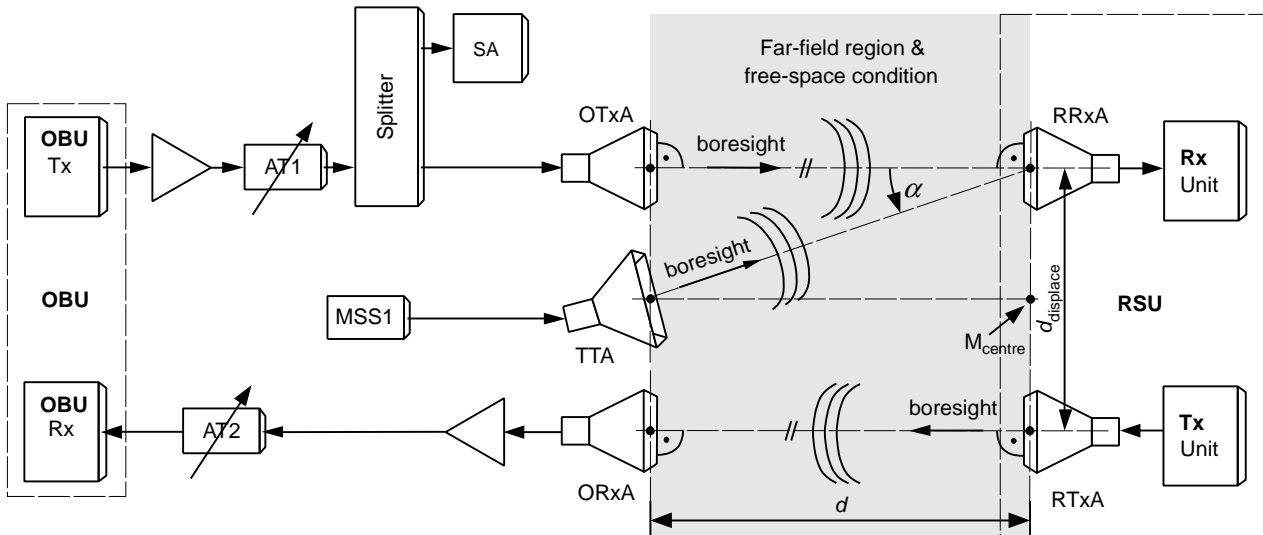 Far-field region &
free-space condition
SA
Splitter
OTxA
RRxA
OBU
Tx
AT1
boresight
//
α
Rx
Unit
OBU
boresight
MSS1
TTA
M_centre
d_displace
RSU
OBU
Rx
AT2
ORxA
//
boresight
RTxA
Tx
Unit
d